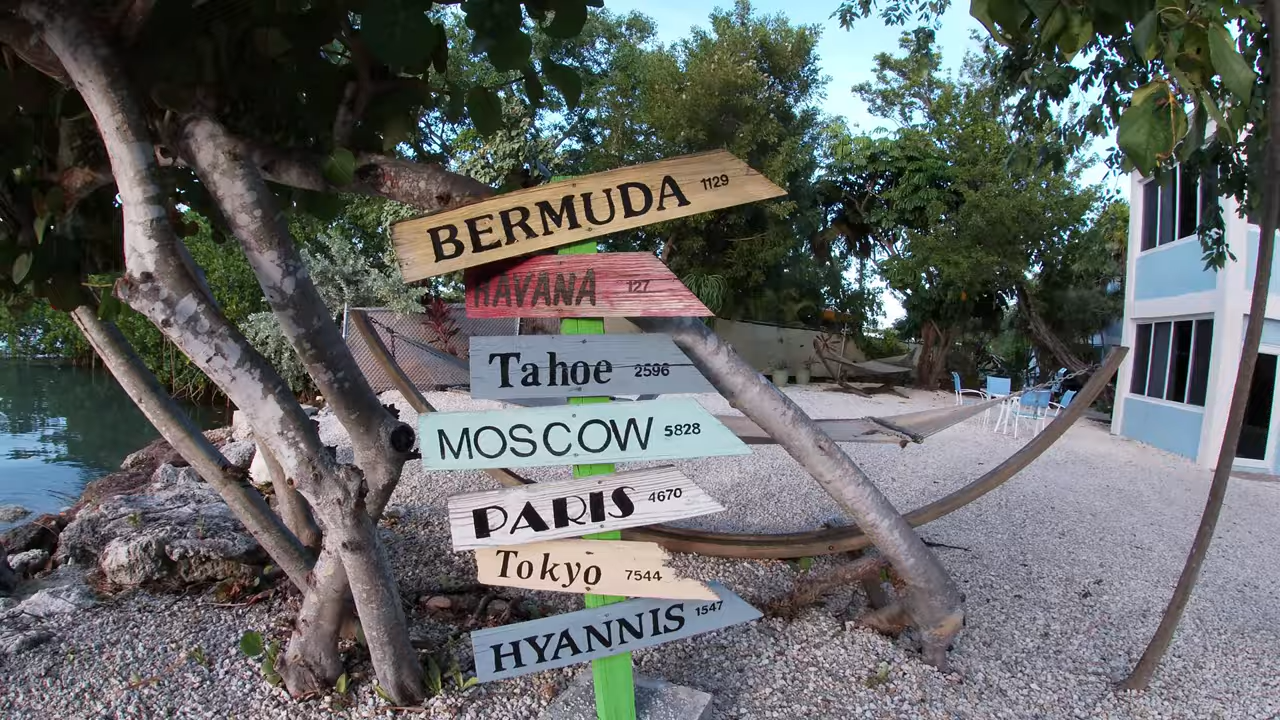 BERMUDA 1129
HAVANA 127
Tahoe 2596
MOSCOW 5828
PARIS 4670
Tokyo 7544
HYANNIS 1547